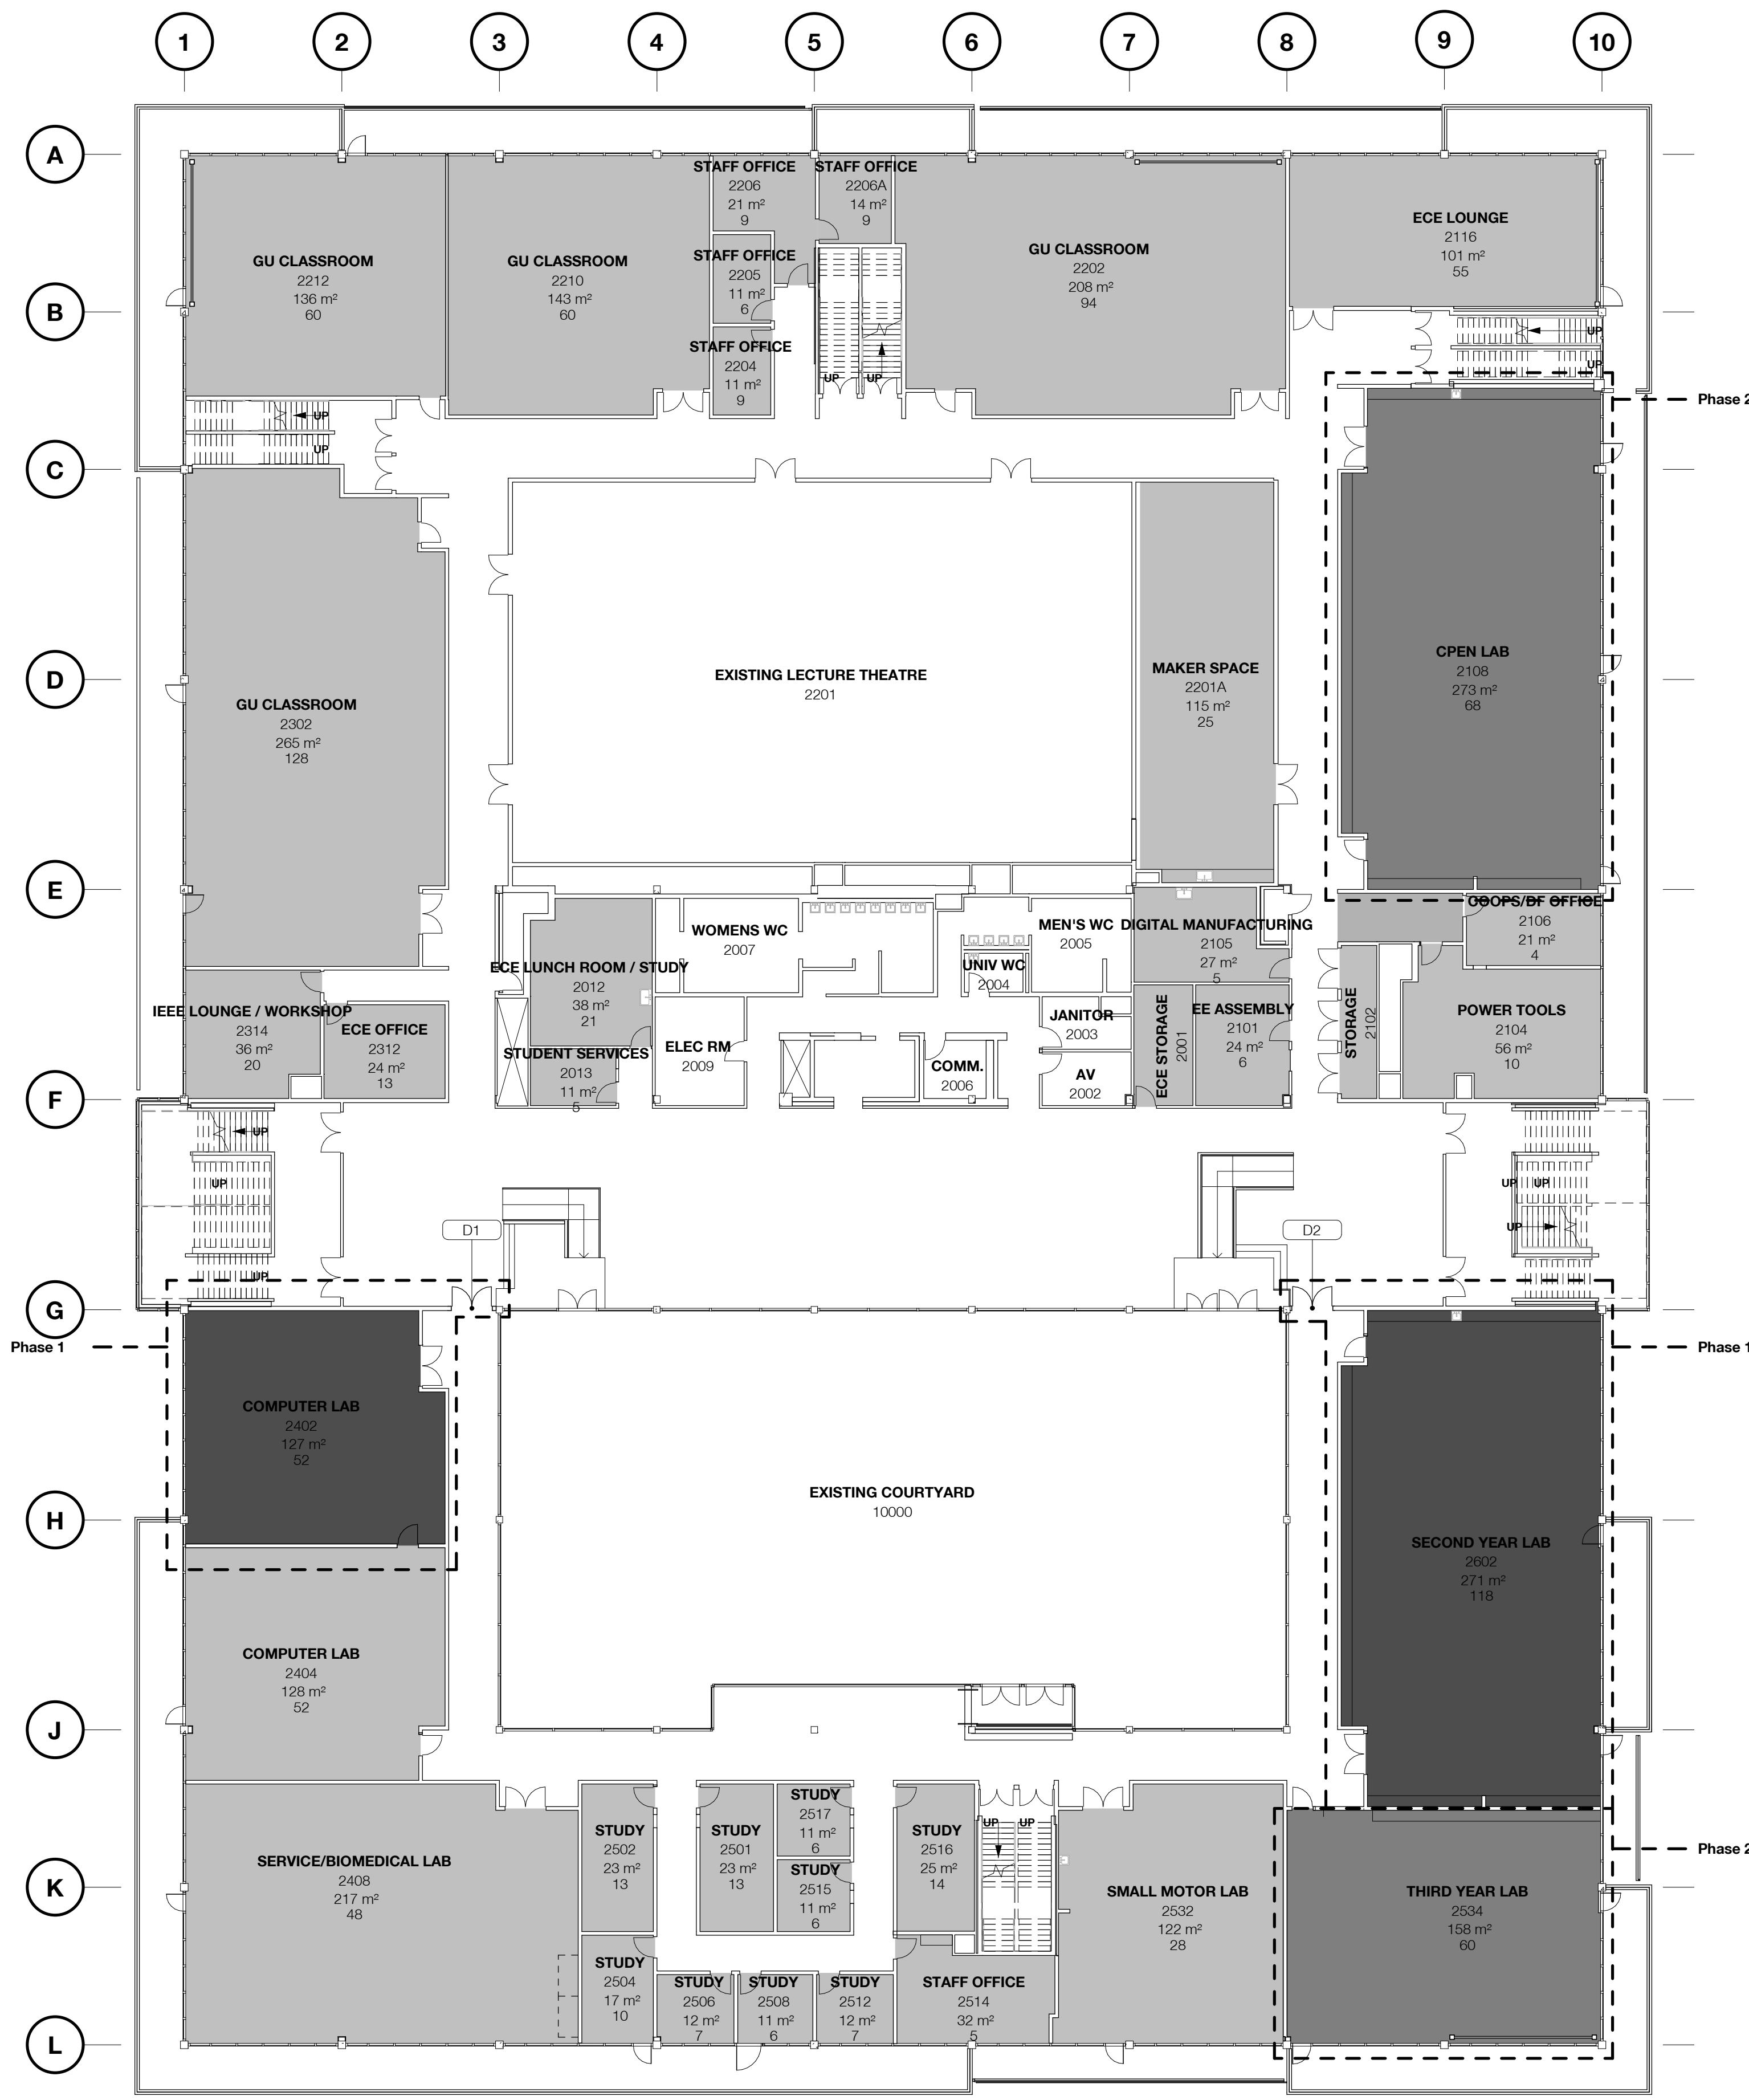 1
2
3
4
5
6
7
8
9
10
A
B
C
D
E
F
G
H
J
K
L
GU CLASSROOM
2212
136 m²
60
GU CLASSROOM
2210
143 m²
60
STAFF OFFICE
2206
21 m²
9
STAFF OFFICE
2206A
14 m²
9
STAFF OFFICE
2205
11 m²
6
STAFF OFFICE
2204
11 m²
9
GU CLASSROOM
2202
208 m²
94
ECE LOUNGE
2116
101 m²
55
UP
UP
UP
UP
UP
UP
Phase 2
GU CLASSROOM
2302
265 m²
128
EXISTING LECTURE THEATRE
2201
MAKER SPACE
2201A
115 m²
25
CPEN LAB
2108
273 m²
68
IEEE LOUNGE / WORKSHOP
2314
36 m²
20
ECE OFFICE
2312
24 m²
13
ECE LUNCH ROOM / STUDY
2012
38 m²
21
STUDENT SERVICES
2013
11 m²
5
WOMENS WC
2007
ELEC RM
2009
UNIV WC
2004
MEN'S WC
2005
COMM.
2006
JANITOR
2003
AV
2002
DIGITAL MANUFACTURING
2105
27 m²
5
ECE STORAGE
2001
EE ASSEMBLY
2101
24 m²
6
STORAGE
2102
COOPS/DF OFFICE
2106
21 m²
4
POWER TOOLS
2104
56 m²
10
UP
UP
UP
UP
UP
UP
D1
D2
Phase 1
Phase 1
COMPUTER LAB
2402
127 m²
52
EXISTING COURTYARD
10000
SECOND YEAR LAB
2602
271 m²
118
COMPUTER LAB
2404
128 m²
52
SERVICE/BIOMEDICAL LAB
2408
217 m²
48
STUDY
2502
23 m²
13
STUDY
2501
23 m²
13
STUDY
2517
11 m²
6
STUDY
2515
11 m²
6
STUDY
2516
25 m²
14
UP
UP
SMALL MOTOR LAB
2532
122 m²
28
THIRD YEAR LAB
2534
158 m²
60
Phase 2
STUDY
2504
17 m²
10
STUDY
2506
12 m²
7
STUDY
2508
11 m²
6
STUDY
2512
12 m²
7
STAFF OFFICE
2514
32 m²
5